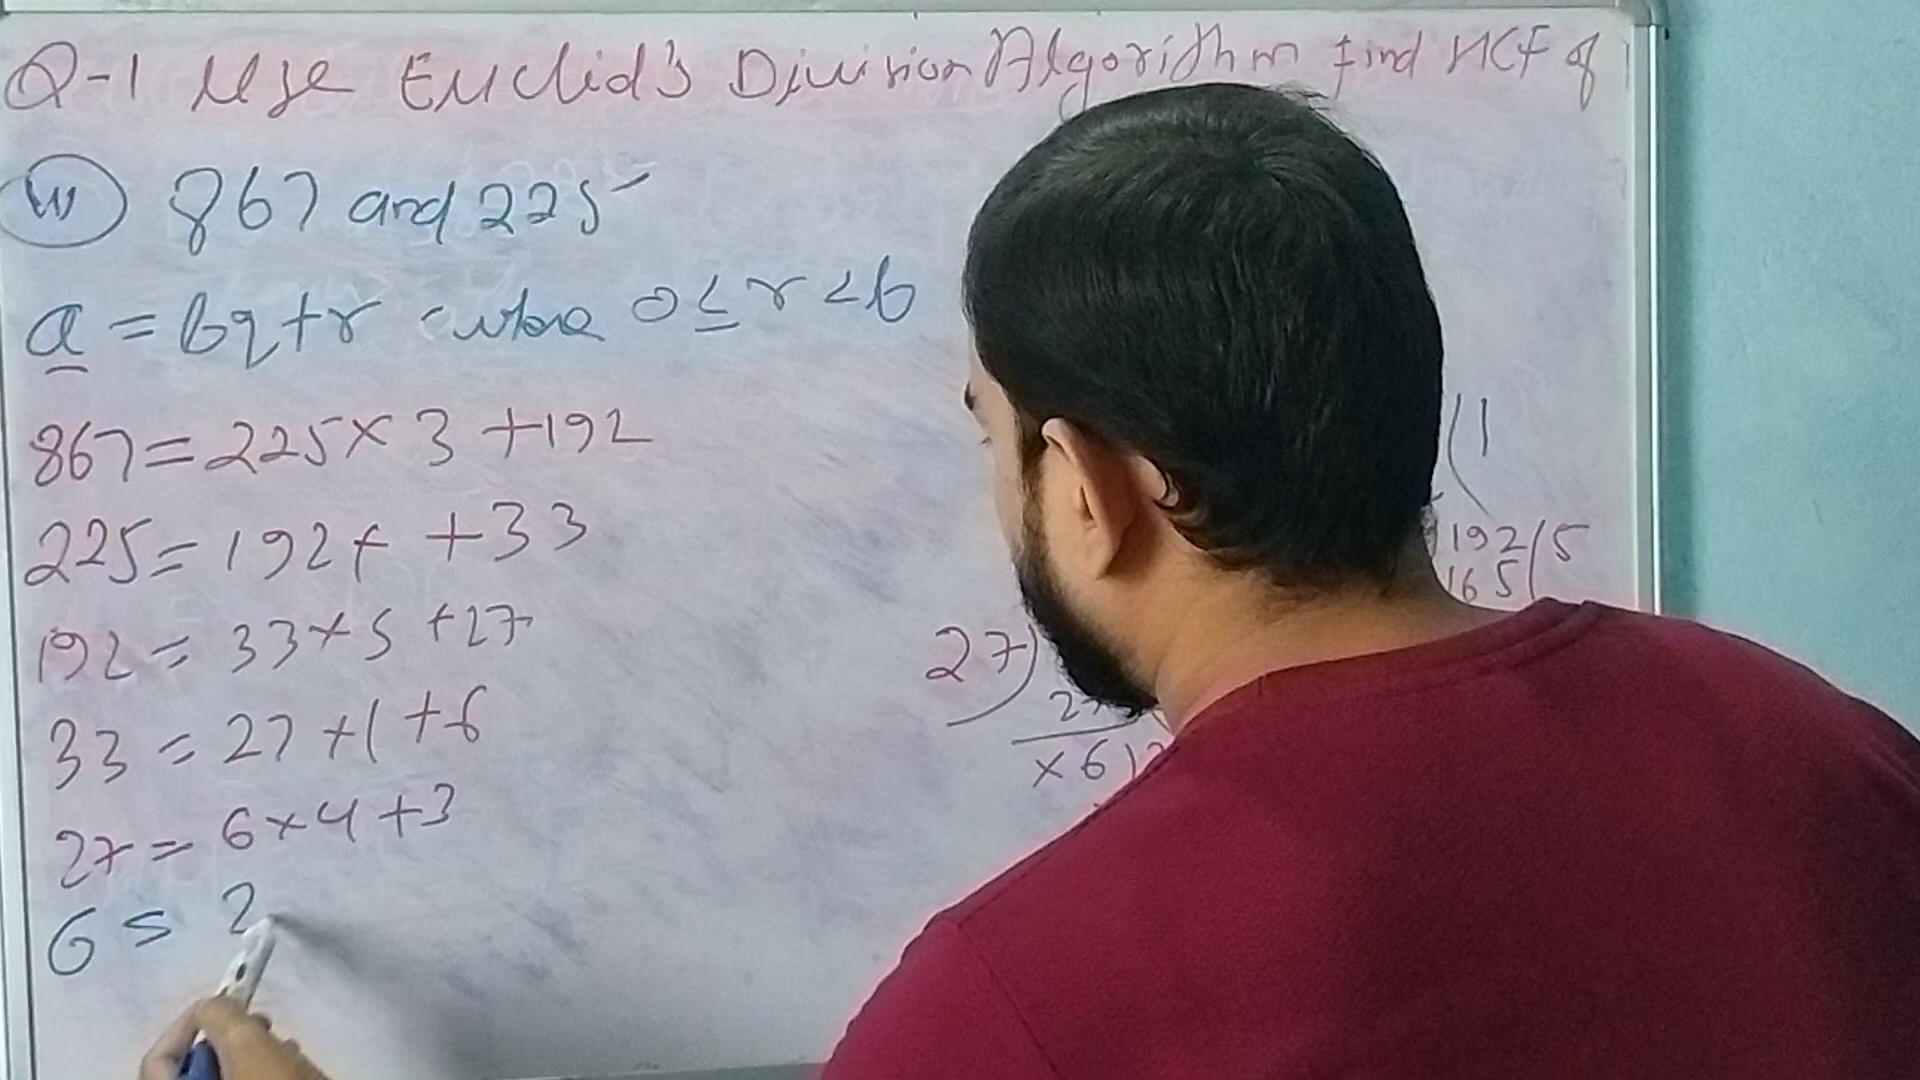 Q-1 Use Euclid's Division Algorithm find HCF of
867 and 225
a = bq+r where 0 ≤ r < b
867 = 225 × 3 + 192
225 = 192 × + 33
192 = 33 × 5 + 27
33 = 27 × 1 + 6
27 = 6 × 4 + 3
6 =
(1
192(5
165
27)
×6)